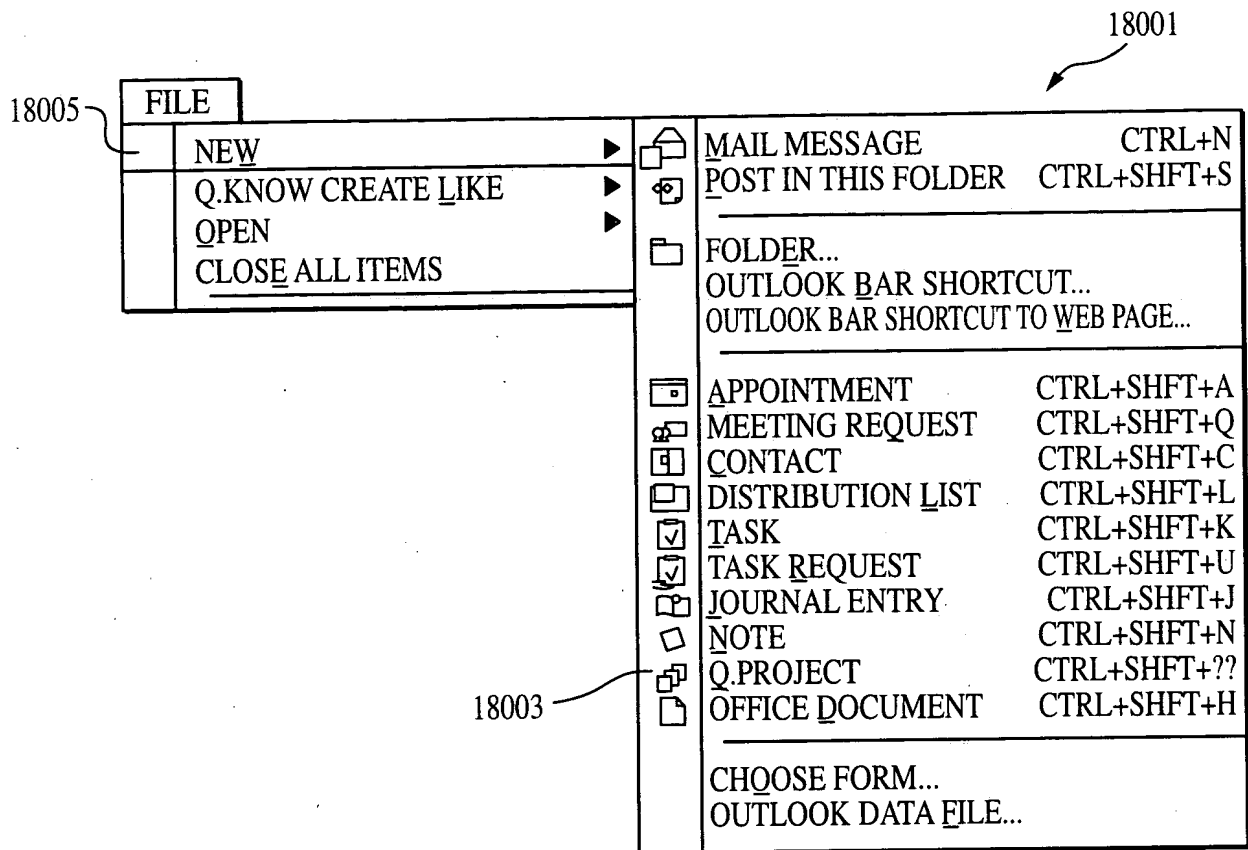 18001
18005
FILE
NEW
Q.KNOW CREATE LIKE
OPEN
CLOSE ALL ITEMS
MAIL MESSAGE CTRL+N
POST IN THIS FOLDER CTRL+SHFT+S
FOLDER...
OUTLOOK BAR SHORTCUT...
OUTLOOK BAR SHORTCUT TO WEB PAGE...
APPOINTMENT CTRL+SHFT+A
MEETING REQUEST CTRL+SHFT+Q
CONTACT CTRL+SHFT+C
DISTRIBUTION LIST CTRL+SHFT+L
TASK CTRL+SHFT+K
TASK REQUEST CTRL+SHFT+U
JOURNAL ENTRY CTRL+SHFT+J
NOTE CTRL+SHFT+N
Q.PROJECT CTRL+SHFT+??
18003
OFFICE DOCUMENT CTRL+SHFT+H
CHOOSE FORM...
OUTLOOK DATA FILE...